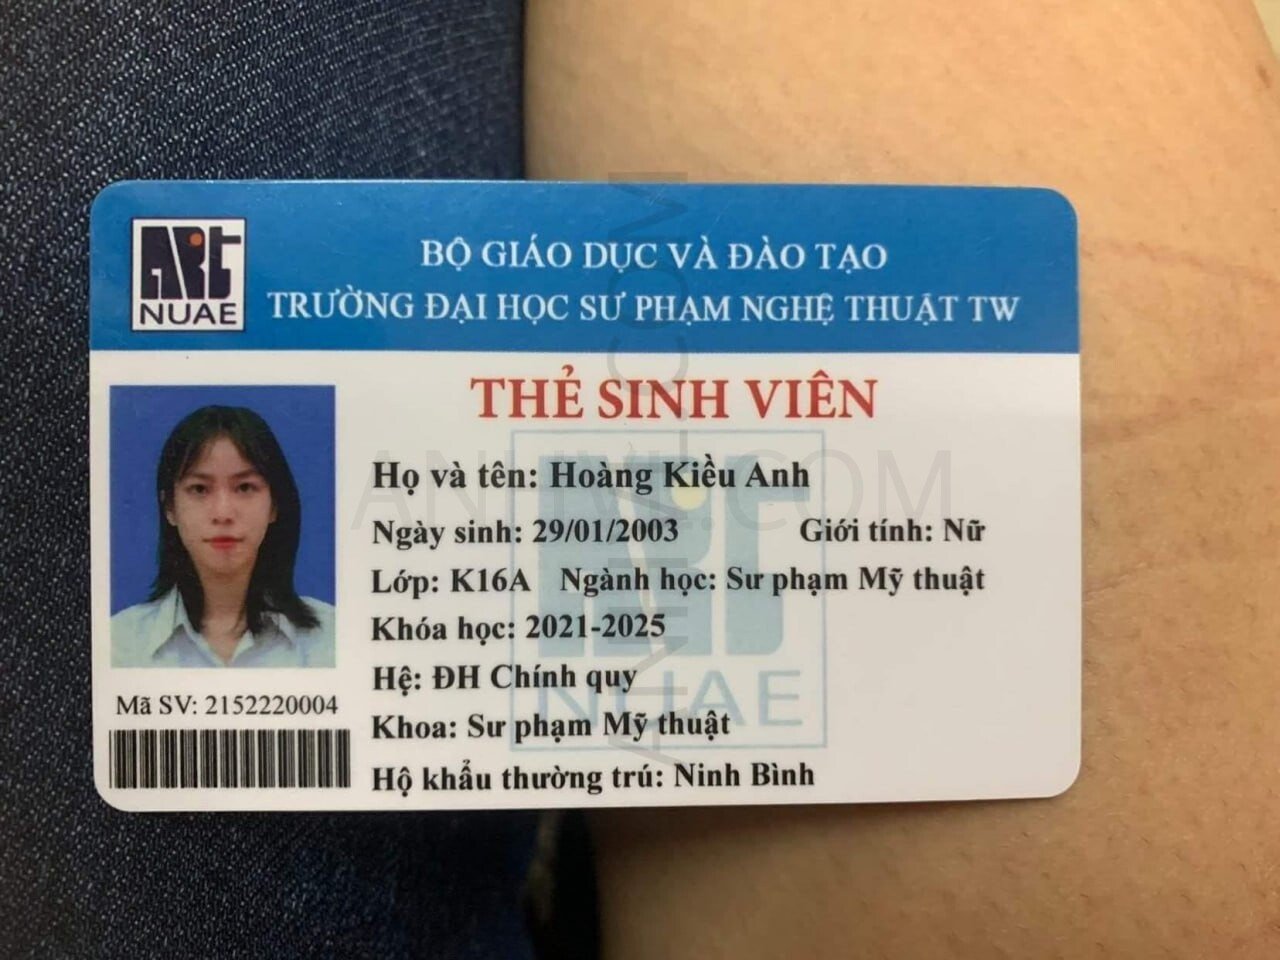 ART
NUAE
BỘ GIÁO DỤC VÀ ĐÀO TẠO
TRƯỜNG ĐẠI HỌC SƯ PHẠM NGHỆ THUẬT TW
THẺ SINH VIÊN
Họ và tên: Hoàng Kiều Anh
Ngày sinh: 29/01/2003 Giới tính: Nữ
Lớp: K16A Ngành học: Sư phạm Mỹ thuật
Khóa học: 2021-2025
Hệ: ĐH Chính quy
Khoa: Sư phạm Mỹ thuật
Hộ khẩu thường trú: Ninh Bình
Mã SV: 2152220004
ART
NUAE